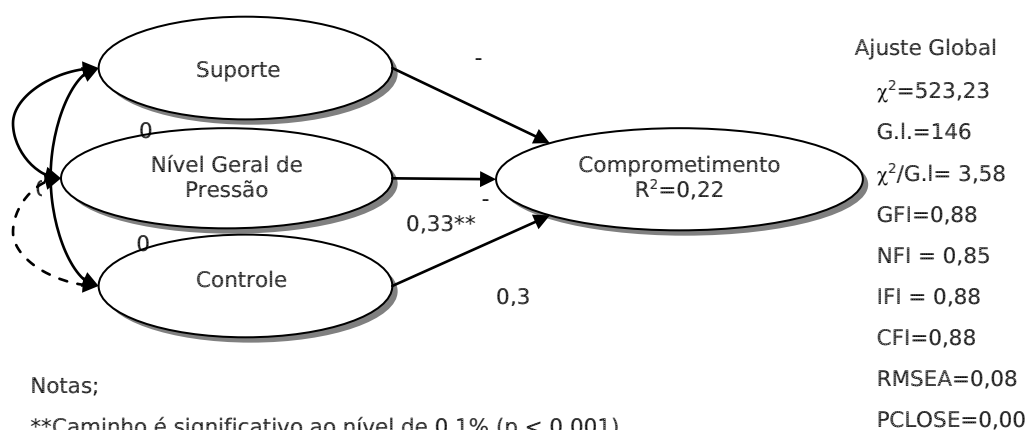 Suporte
-
0
Nível Geral de
Pressão
Comprometimento
R²=0,22
-
0,33**
0
Controle
0,3
Ajuste Global
χ²=523,23
G.l.=146
χ²/G.l= 3,58
GFI=0,88
NFI = 0,85
IFI = 0,88
CFI=0,88
RMSEA=0,08
PCLOSE=0,00
Notas;
**Caminho é significativo ao nível de 0,1% (p < 0,001)